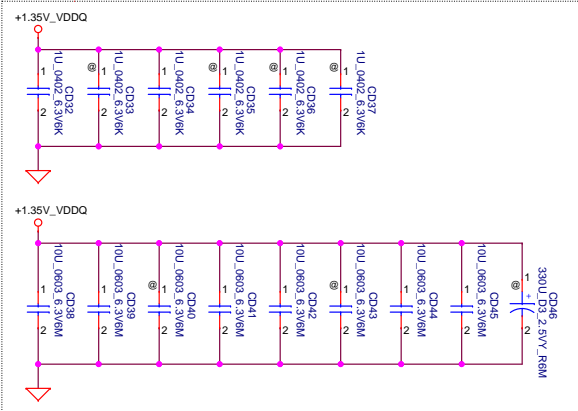 +1.35V_VDDQ
1
2
1U_0402_6.3V6K
CD32
@
1
2
1U_0402_6.3V6K
CD33
1
2
1U_0402_6.3V6K
CD34
@
1
2
1U_0402_6.3V6K
CD35
@
1
2
1U_0402_6.3V6K
CD36
@
1
2
1U_0402_6.3V6K
CD37
+1.35V_VDDQ
1
2
10U_0603_6.3V6M
CD38
1
2
10U_0603_6.3V6M
CD39
@
1
2
10U_0603_6.3V6M
CD40
1
2
10U_0603_6.3V6M
CD41
1
2
10U_0603_6.3V6M
CD42
@
1
2
10U_0603_6.3V6M
CD43
1
2
10U_0603_6.3V6M
CD44
1
2
10U_0603_6.3V6M
CD45
@
1
+
2
330U_D3_2.5VY_R6M
CD46